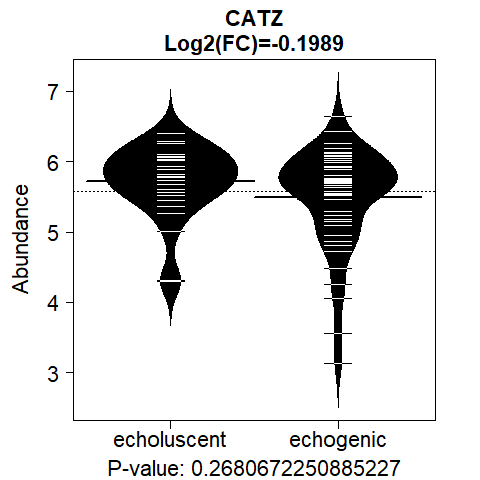 CATZ
Log2(FC)=-0.1989
Abundance
7
6
5
4
3
echoluscent echogenic
P-value: 0.2680672250885227